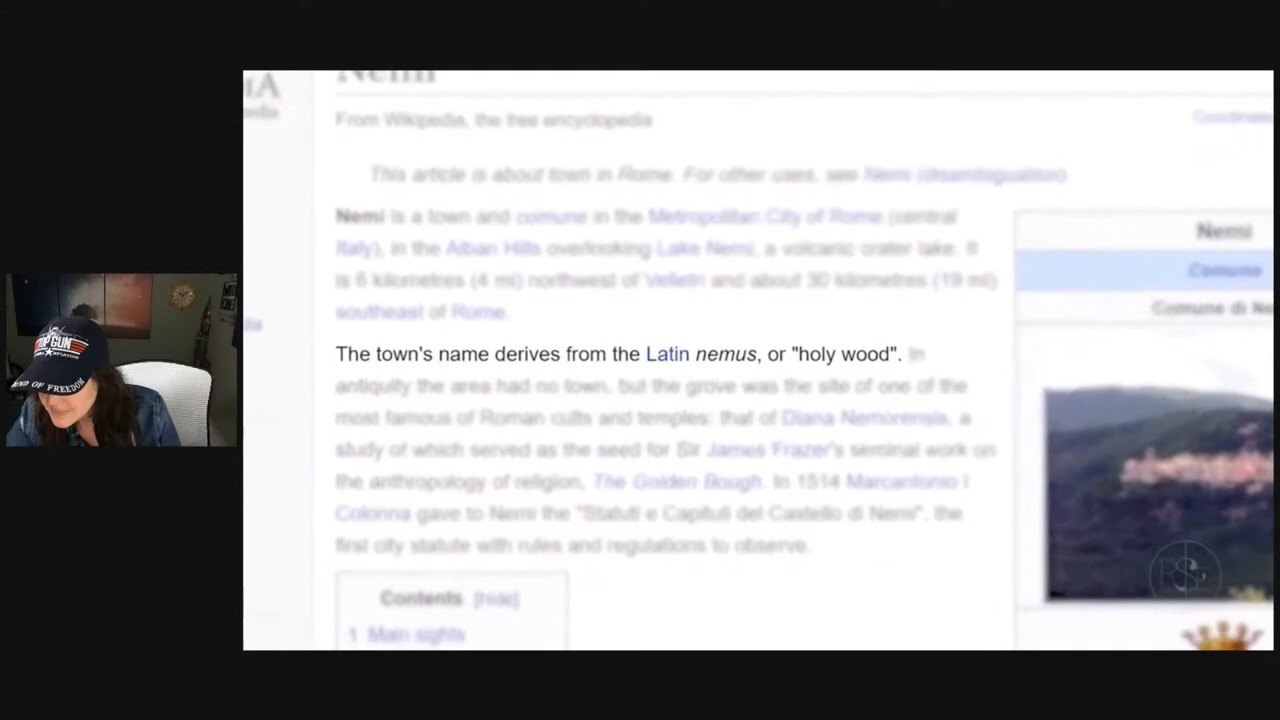 Nemi
From Wikipedia, the free encyclopedia
This article is about town in Rome. For other uses, see Nemi (disambiguation)
Nemi is a town and comune in the Metropolitan City of Rome (central
Italy), in the Alban Hills overlooking Lake Nemi, a volcanic crater lake. It
is 6 kilometres (4 mi) northwest of Velletri and about 30 kilometres (19 mi)
southeast of Rome.
The town's name derives from the Latin nemus, or "holy wood". In
antiquity the area had no town, but the grove was the site of one of the
most famous of Roman cults and temples: that of Diana Nemorensis, a
study of which served as the seed for Sir James Frazer's seminal work on
the anthropology of religion, The Golden Bough. In 1514 Marcantonio I
Colonna gave to Nemi the "Statuti e Capituli del Castello di Nemi", the
first city statute with rules and regulations to observe.
Contents [hide]
1 Main sights
Nemi
Comune
Comune di Ne
TOP GUN
OF FREEDOM